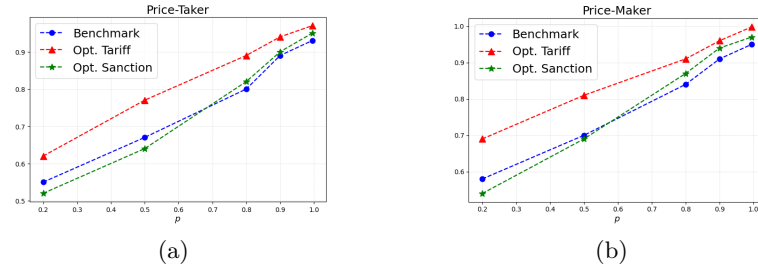 Price-Taker
Benchmark
Opt. Tariff
Opt. Sanction
0.9
0.8
0.7
0.6
0.5
0.2 0.3 0.4 0.5 0.6 0.7 0.8 0.9 1.0
p
(a)
Price-Maker
Benchmark
Opt. Tariff
Opt. Sanction
1.0
0.9
0.8
0.7
0.6
0.2 0.3 0.4 0.5 0.6 0.7 0.8 0.9 1.0
p
(b)